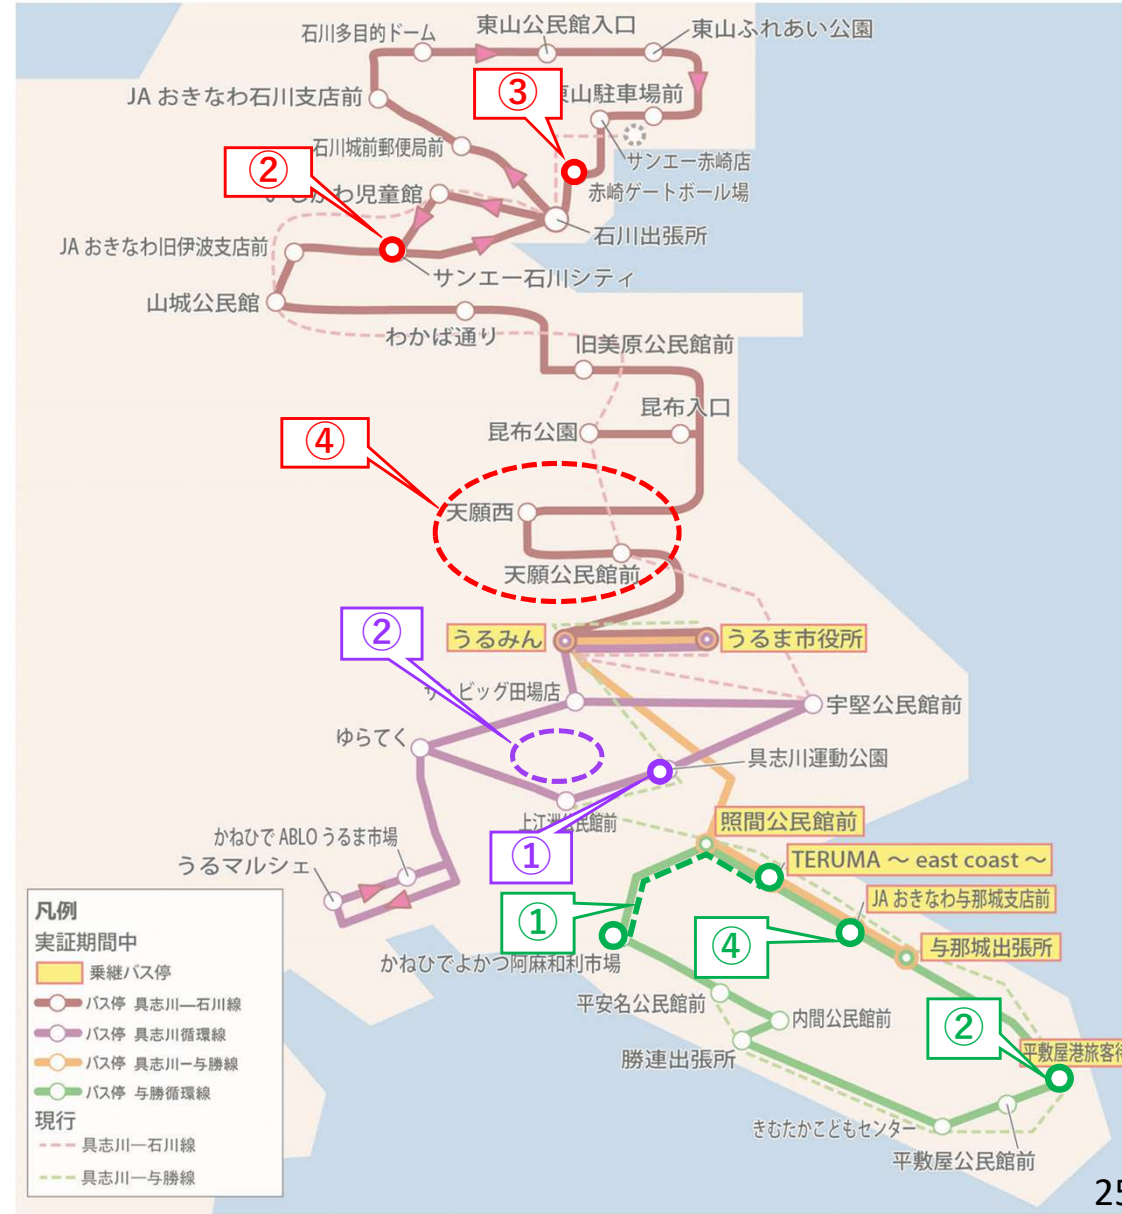 石川多目的ドーム
東山公民館入口
東山ふれあい公園
JA おきなわ石川支店前
③
東山駐車場前
石川城前郵便局前
サンエー赤崎店
②
いしかわ児童館
赤崎ゲートボール場
石川出張所
JA おきなわ旧伊波支店前
サンエー石川シティ
山城公民館
わかば通り
旧美原公民館前
昆布入口
昆布公園
④
天願西
天願公民館前
②
うるみん
うるま市役所
ザ・ビッグ田場店
宇堅公民館前
ゆらてく
具志川運動公園
上江洲公民館前
①
照間公民館前
かねひで ABLO うるま市場
うるマルシェ
TERUMA ～ east coast ～
JA おきなわ与那城支店前
①
④
与那城出張所
かねひでよかつ阿麻和利市場
平安名公民館前
内間公民館前
②
勝連出張所
平敷屋港旅客待
きむたかこどもセンター
平敷屋公民館前
凡例
実証期間中
乗継バス停
バス停 具志川―石川線
バス停 具志川循環線
バス停 具志川ー与勝線
バス停 与勝循環線
現行
具志川―石川線
具志川―与勝線
25